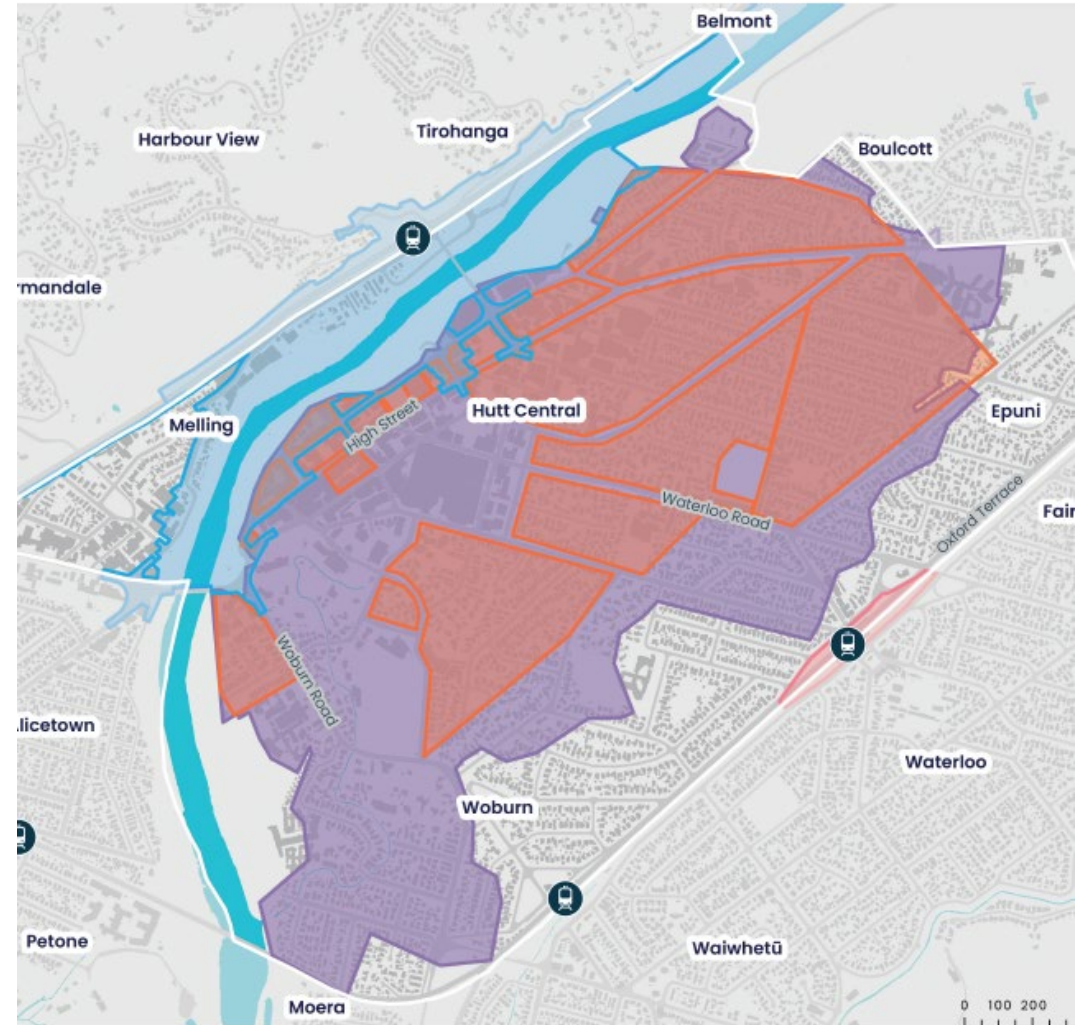 Belmont
Harbour View
Tirohanga
Boulcott
rmandale
Melling
High Street
Hutt Central
Epuni
Waterloo Road
Oxford Terrace
Fair
Woburn Road
licetown
Waterloo
Woburn
Petone
Waiwhetū
Moera
0 100 200